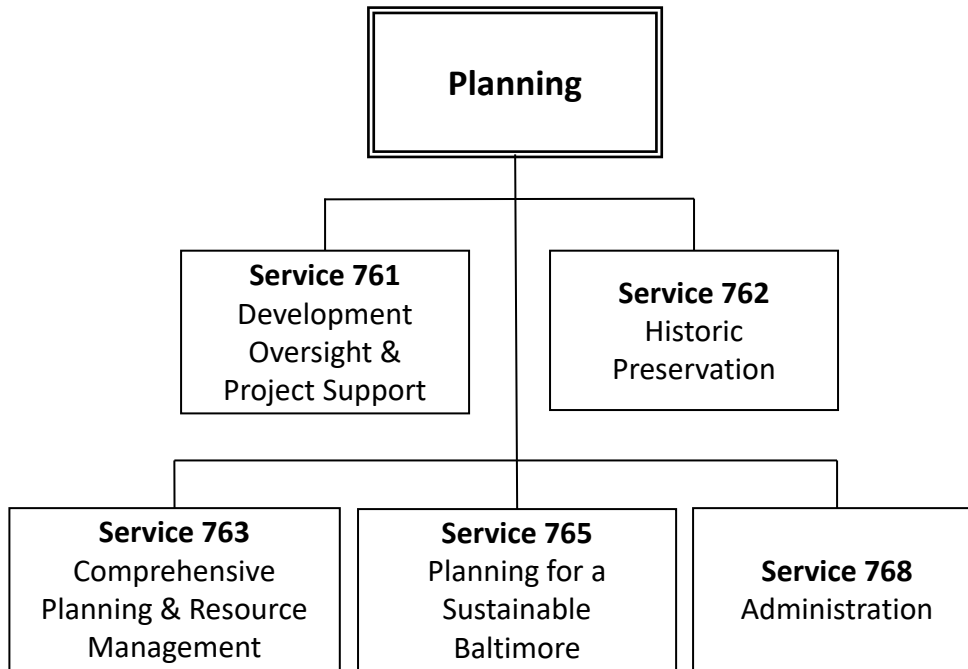 Planning
Service 761
Development
Oversight &
Project Support
Service 762
Historic
Preservation
Service 763
Comprehensive
Planning & Resource
Management
Service 765
Planning for a
Sustainable
Baltimore
Service 768
Administration